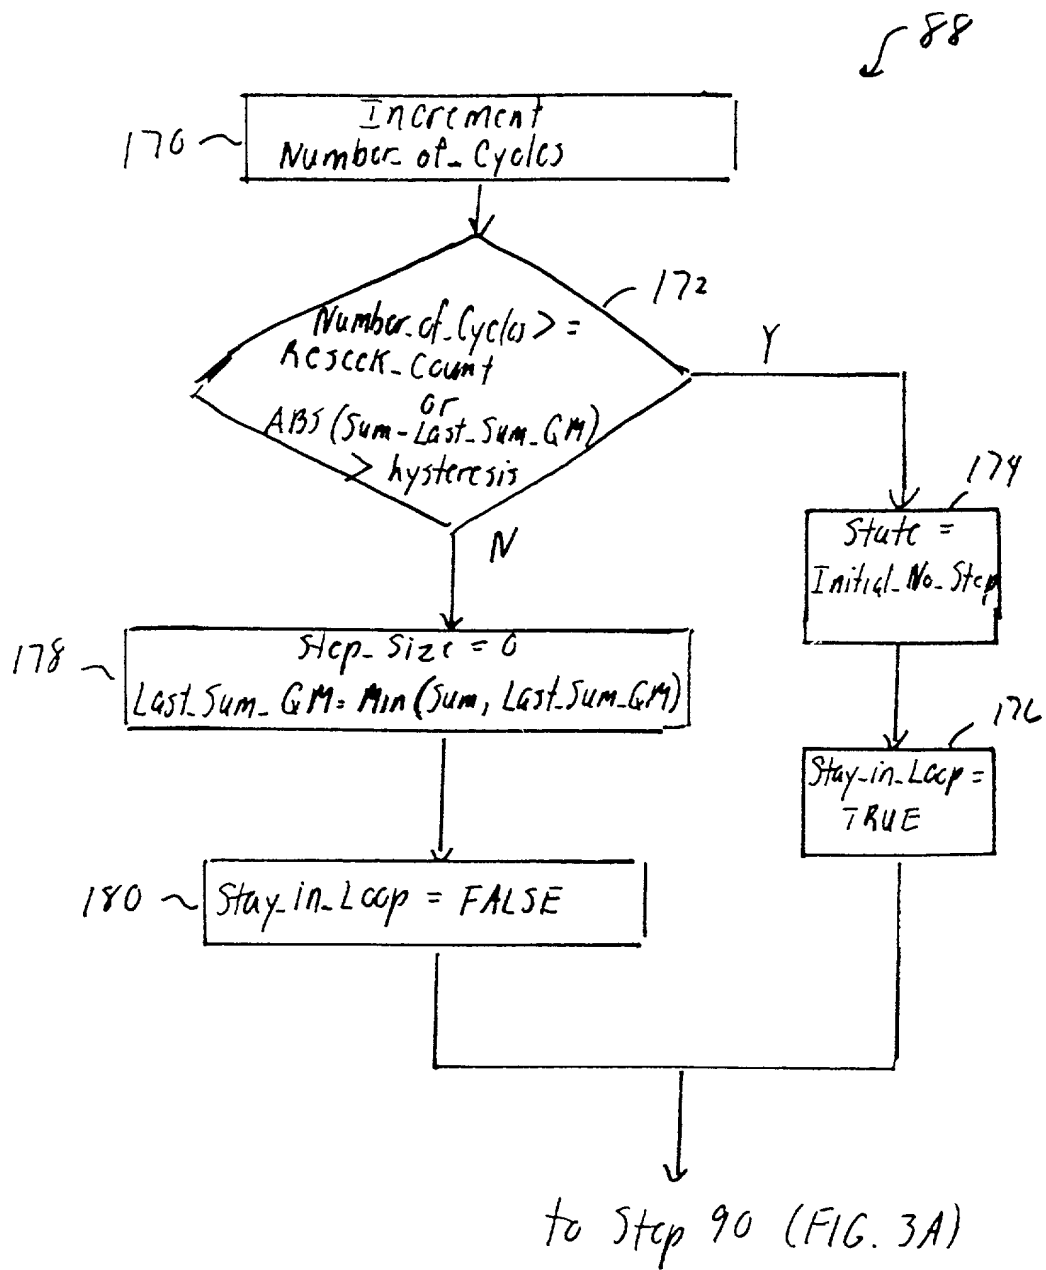 88
170
Increment
Number_of_Cycles
172
Number_of_Cycles >=
Reseek_Count
or
ABS (Sum-Last_Sum_GM)
> hysteresis
Y
N
174
State =
Initial_No_Step
178
Step_Size = 0
Last_Sum_GM = Min (Sum, Last_Sum_GM)
176
Stay_in_Loop =
TRUE
180
Stay_in_Loop = FALSE
to Step 90 (FIG. 3A)